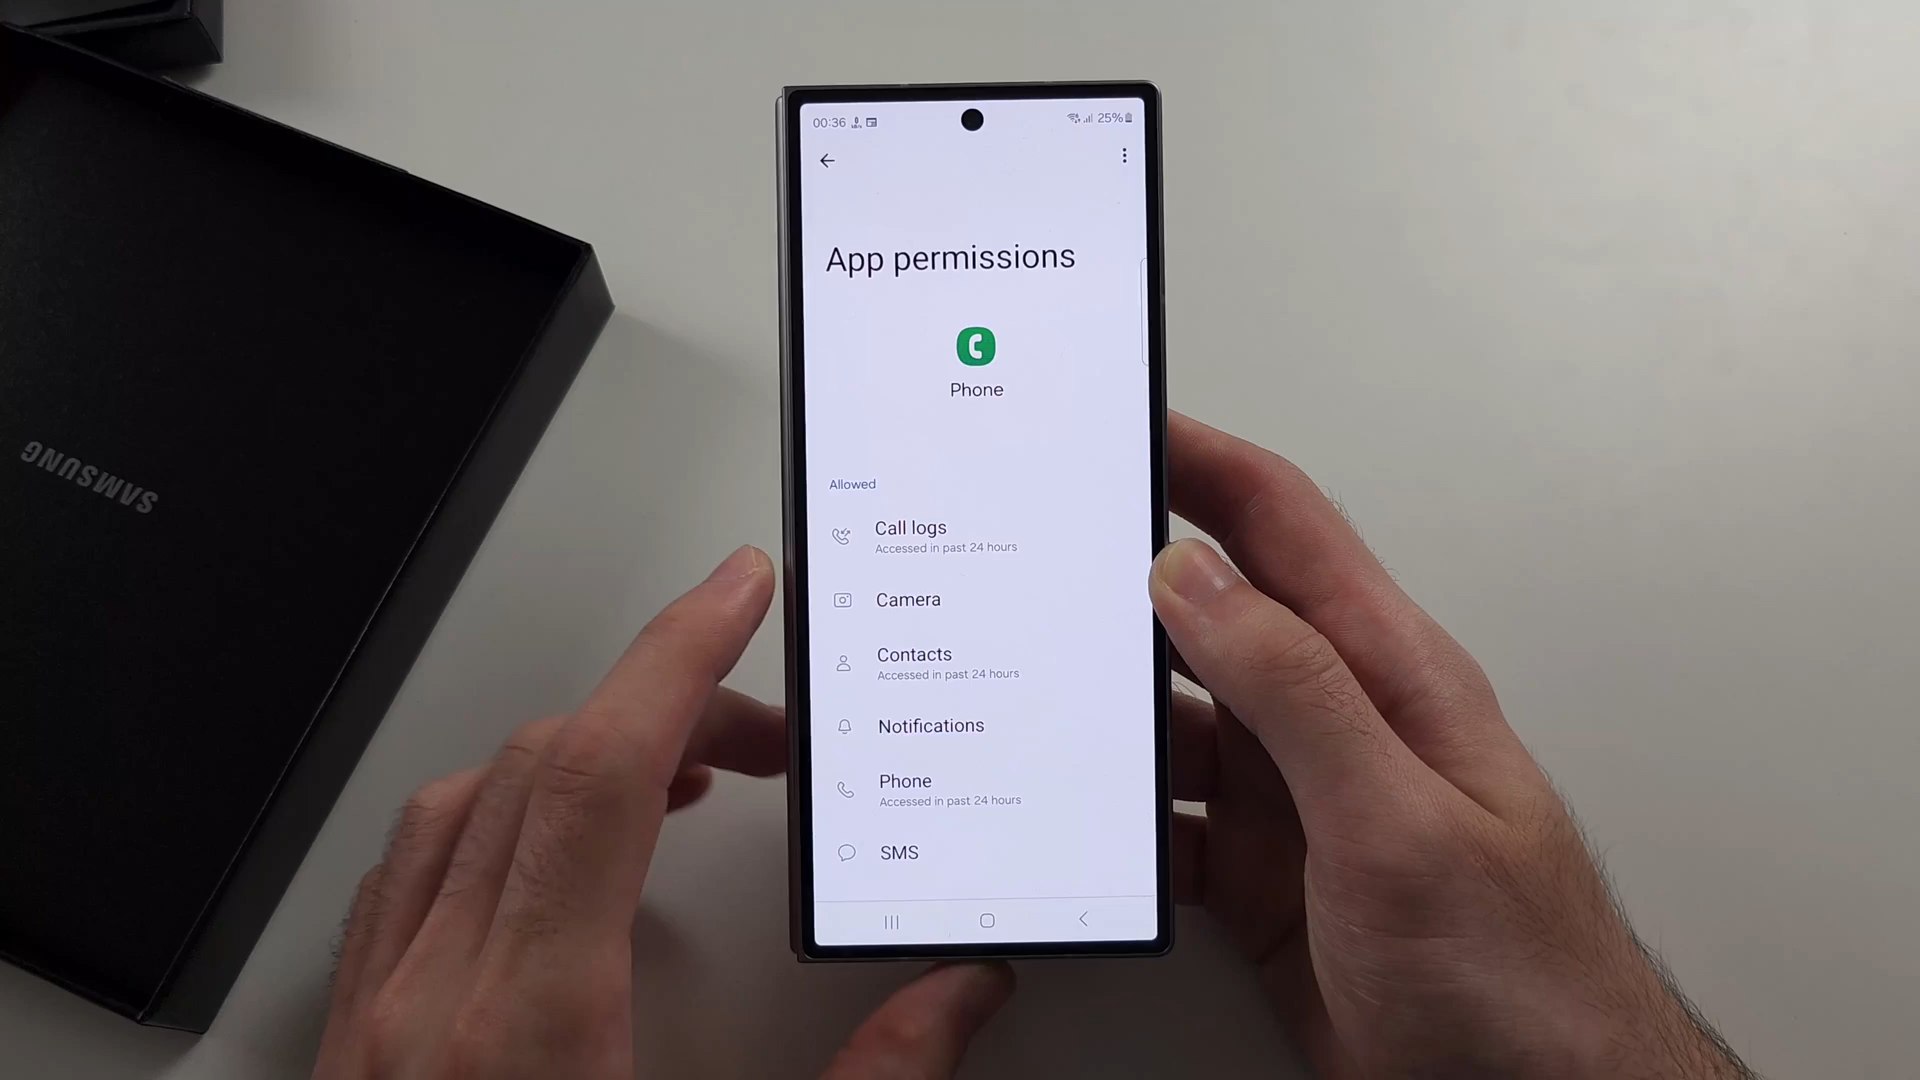 SAMSUNG
00:36
25%
App permissions
Phone
Allowed
Call logs
Accessed in past 24 hours
Camera
Contacts
Accessed in past 24 hours
Notifications
Phone
Accessed in past 24 hours
SMS